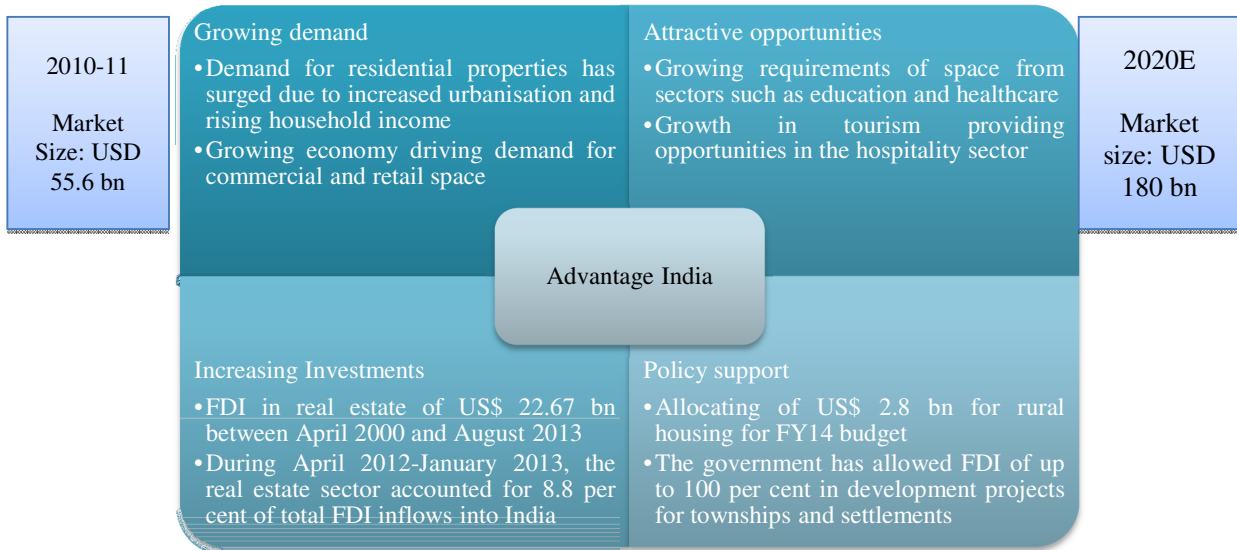 2010-11
Market
Size: USD
55.6 bn
Growing demand
•Demand for residential properties has
surged due to increased urbanisation and
rising household income
•Growing economy driving demand for
commercial and retail space
Attractive opportunities
•Growing requirements of space from
sectors such as education and healthcare
•Growth in tourism providing
opportunities in the hospitality sector
2020E
Market
size: USD
180 bn
Advantage India
Increasing Investments
•FDI in real estate of US$ 22.67 bn
between April 2000 and August 2013
•During April 2012-January 2013, the
real estate sector accounted for 8.8 per
cent of total FDI inflows into India
Policy support
•Allocating of US$ 2.8 bn for rural
housing for FY14 budget
•The government has allowed FDI of up
to 100 per cent in development projects
for townships and settlements